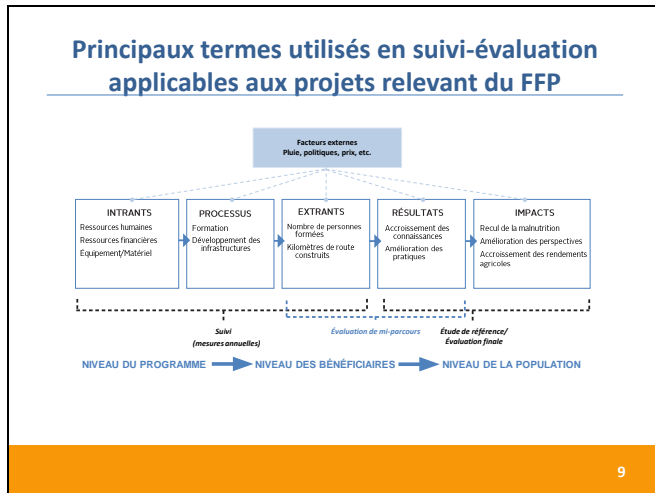 Principaux termes utilisés en suivi-évaluation
applicables aux projets relevant du FFP
Facteurs externes
Pluie, politiques, prix, etc.
INTRANTS
Ressources humaines
Ressources financières
Équipement/Matériel
PROCESSUS
Formation
Développement des
infrastructures
EXTRANTS
Nombre de personnes
formées
Kilomètres de route
construits
RÉSULTATS
Accroissement des
connaissances
Amélioration des
pratiques
IMPACTS
Recul de la malnutrition
Amélioration des perspectives
Accroissement des rendements
agricoles
Suivi
(mesures annuelles)
Évaluation de mi-parcours
Étude de référence/
Évaluation finale
NIVEAU DU PROGRAMME
NIVEAU DES BÉNÉFICIAIRES
NIVEAU DE LA POPULATION
9